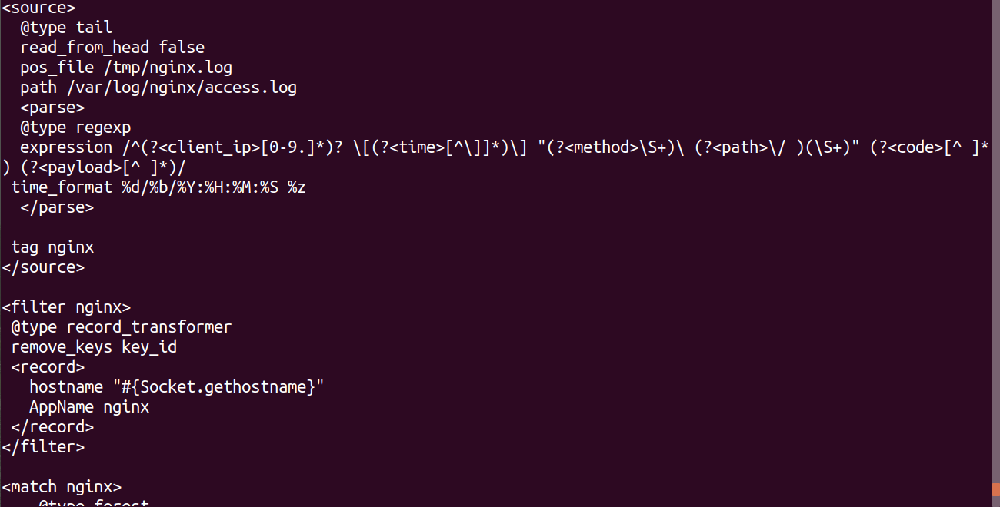 <source>
  @type tail
  read_from_head false
  pos_file /tmp/nginx.log
  path /var/log/nginx/access.log
  <parse>
  @type regexp
  expression /^(?<client_ip>[0-9.]*)? \[(?<time>[^\]]*)\] "(?<method>\S+)\ (?<path>\/ )(\S+)" (?<code>[^ ]*
) (?<payload>[^ ]*)/
 time_format %d/%b/%Y:%H:%M:%S %z
  </parse>

 tag nginx
</source>

<filter nginx>
 @type record_transformer
 remove_keys key_id
 <record>
   hostname "#{Socket.gethostname}"
   AppName nginx
 </record>
</filter>

<match nginx>
    @type forest